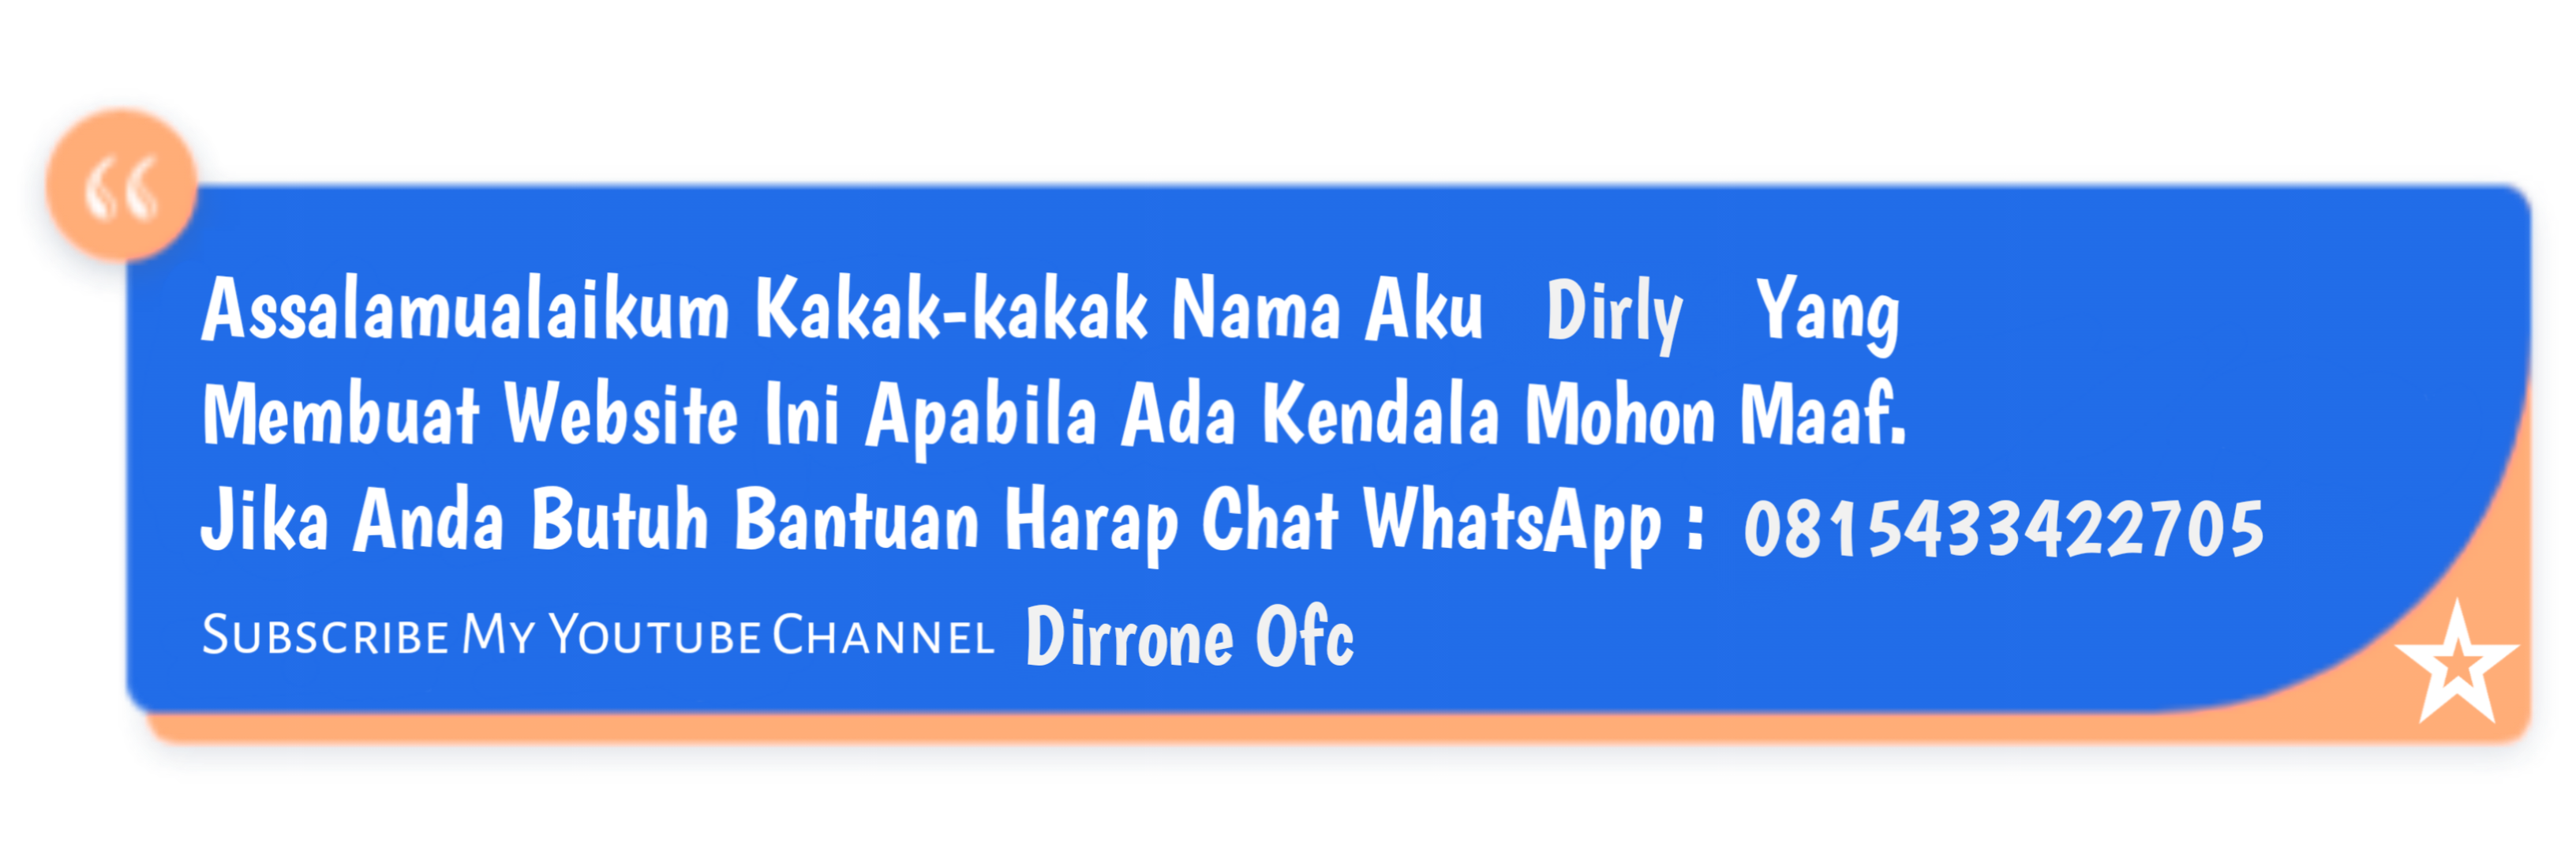 “
Assalamualaikum Kakak-kakak Nama Aku Dirly Yang
Membuat Website Ini Apabila Ada Kendala Mohon Maaf.
Jika Anda Butuh Bantuan Harap Chat WhatsApp : 0815433422705
SUBSCRIBE MY YOUTUBE CHANNEL Dirrone Ofc